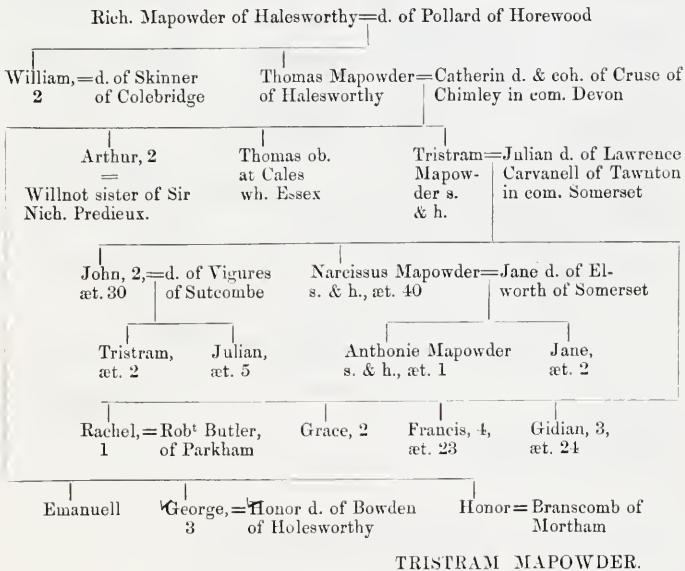 Rich. Mapowder of Halesworthy=d. of Pollard of Horewood
William,=d. of Skinner Thomas Mapowder=Catherin d. & coh. of Cruse of
2 of Colebridge of Halesworthy Chimley in com. Devon
Arthur, 2 Thomas ob. Tristram=Julian d. of Lawrence
= at Cales Mapow- Carvanell of Tawnton
Willnot sister of Sir wh. Essex der s. in com. Somerset
Nich. Predieux. & h.
John, 2,=d. of Vigures Narcissus Mapowder=Jane d. of El-
æt. 30 of Sutcombe s. & h., æt. 40 worth of Somerset
Tristram, Julian, Anthonie Mapowder Jane,
æt. 2 æt. 5 s. & h., æt. 1 æt. 2
Rachel,=Robt Butler, Grace, 2 Francis, 4, Gidian, 3,
1 of Parkham æt. 23 æt. 24
Emanuell George,=Honor d. of Bowden Honor=Branscomb of
3 of Holesworthy Mortham
TRISTRAM MAPOWDER.